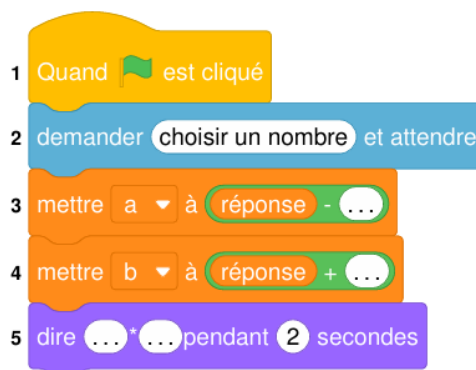 1 Quand est cliqué
2 demander choisir un nombre et attendre
3 mettre a à réponse - ...
4 mettre b à réponse + ...
5 dire ... * ... pendant 2 secondes